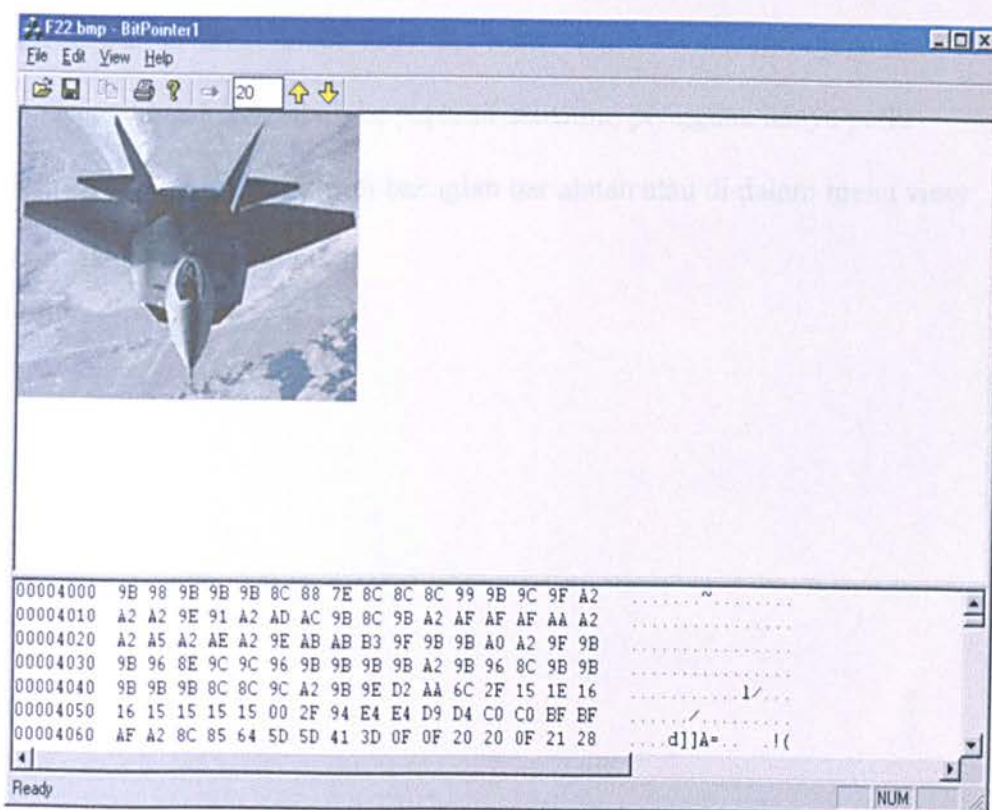 F22.bmp - BitPointer1
File Edit View Help
20
00004000 9B 98 9B 9B 9B 8C 88 7E 8C 8C 8C 99 9B 9C 9F A2 .......~........
00004010 A2 A2 9E 91 A2 AD AC 9B 8C 9B A2 AF AF AF AA A2 ................
00004020 A2 A5 A2 AE A2 9E AB AB B3 9F 9B 9B A0 A2 9F 9B ................
00004030 9B 96 8E 9C 9C 96 9B 9B 9B 9B A2 9B 96 8C 9B 9B ................
00004040 9B 9B 9B 8C 8C 9C A2 9B 9E D2 AA 6C 2F 15 1E 16 ...........l/...
00004050 16 15 15 15 15 00 2F 94 E4 E4 D9 D4 C0 C0 BF BF ....../.........
00004060 AF A2 8C 85 64 5D 5D 41 3D 0F 0F 20 20 0F 21 28 ....d]]A=..  .!(
Ready
NUM